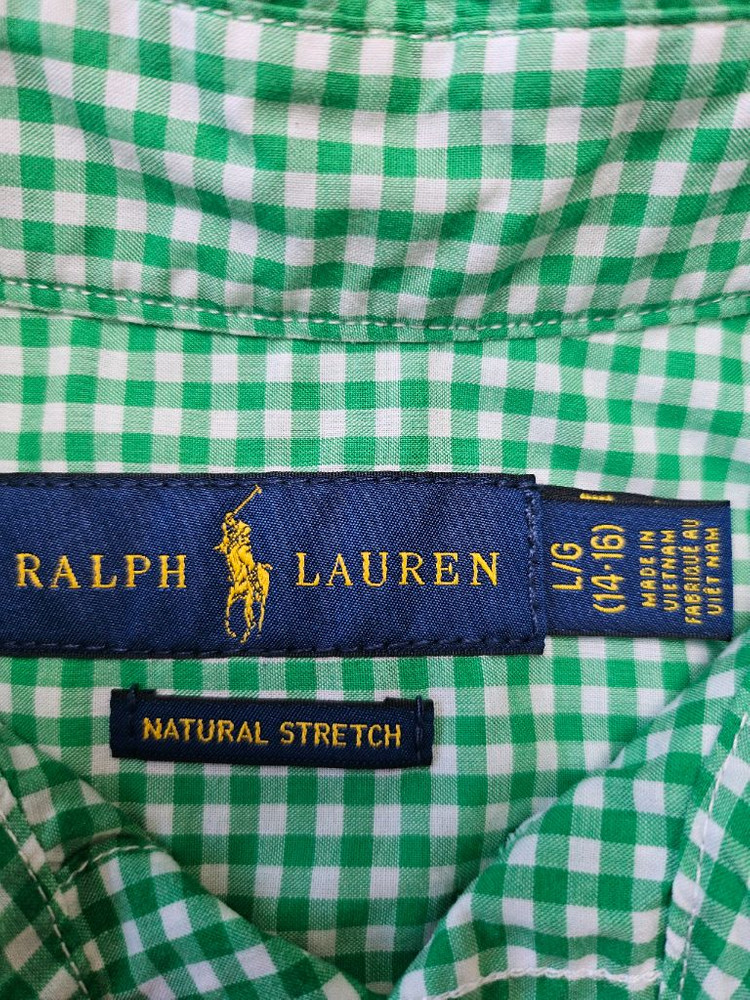 RALPH LAUREN
L/G
(14-16)
MADE IN
VIETNAM
FABRIQUÉ AU
VIÊT NAM
NATURAL STRETCH